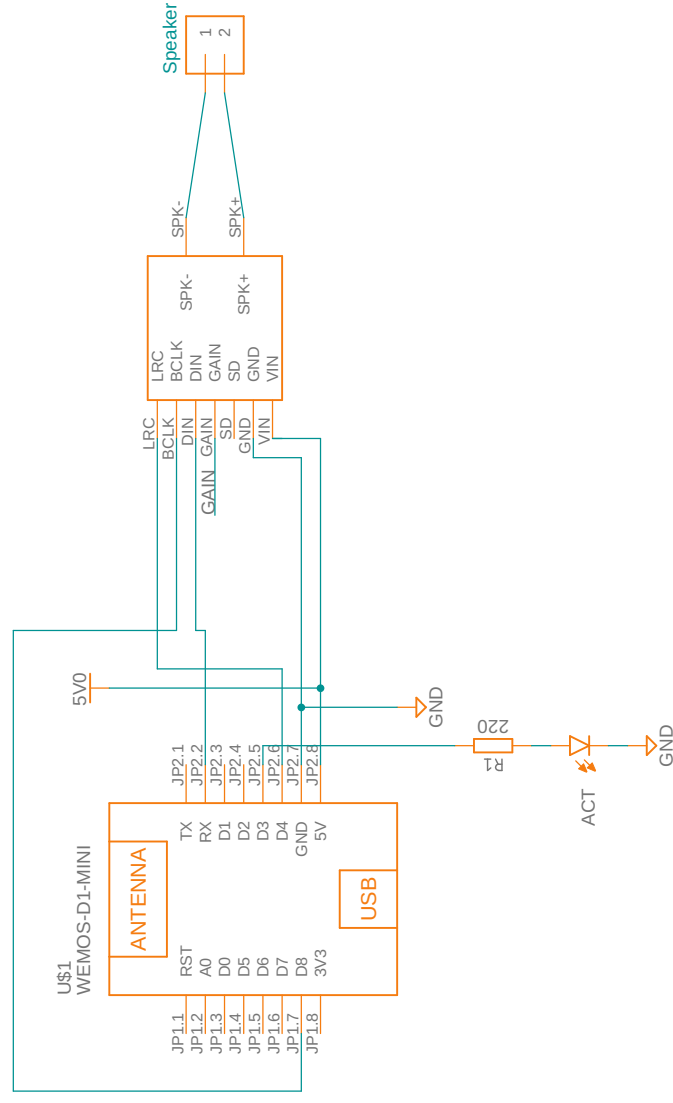 Speaker
1
2
SPK-
SPK+
SPK-
SPK+
LRC
BCLK
DIN
GAIN
SD
GND
VIN
LRC
BCLK
DIN
GAIN
SD
GND
VIN
GAIN
5V0
GND
220
R1
GND
ACT
JP2.1
JP2.2
JP2.3
JP2.4
JP2.5
JP2.6
JP2.7
JP2.8
TX
RX
D1
D2
D3
D4
GND
5V
U$1
WEMOS-D1-MINI
ANTENNA
USB
RST
A0
D0
D5
D6
D7
D8
3V3
JP1.1
JP1.2
JP1.3
JP1.4
JP1.5
JP1.6
JP1.7
JP1.8